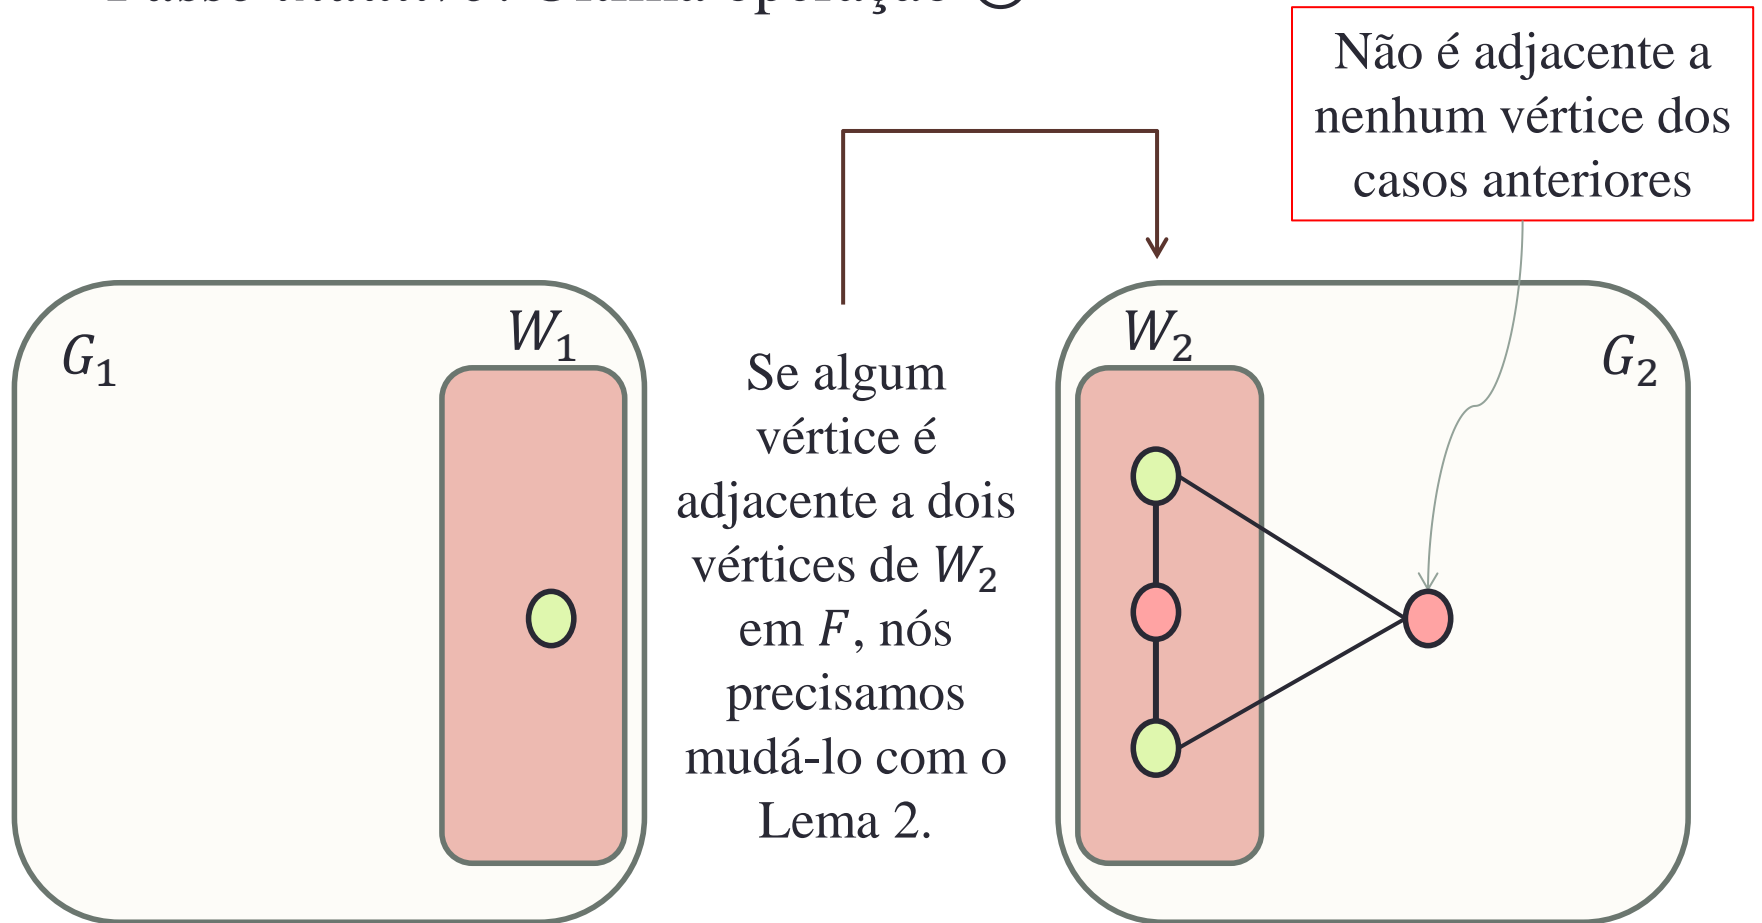 Não é adjacente a
nenhum vértice dos
casos anteriores
G₁
W₁
Se algum
vértice é
adjacente a dois
vértices de W₂
em F, nós
precisamos
mudá-lo com o
Lema 2.
W₂
G₂